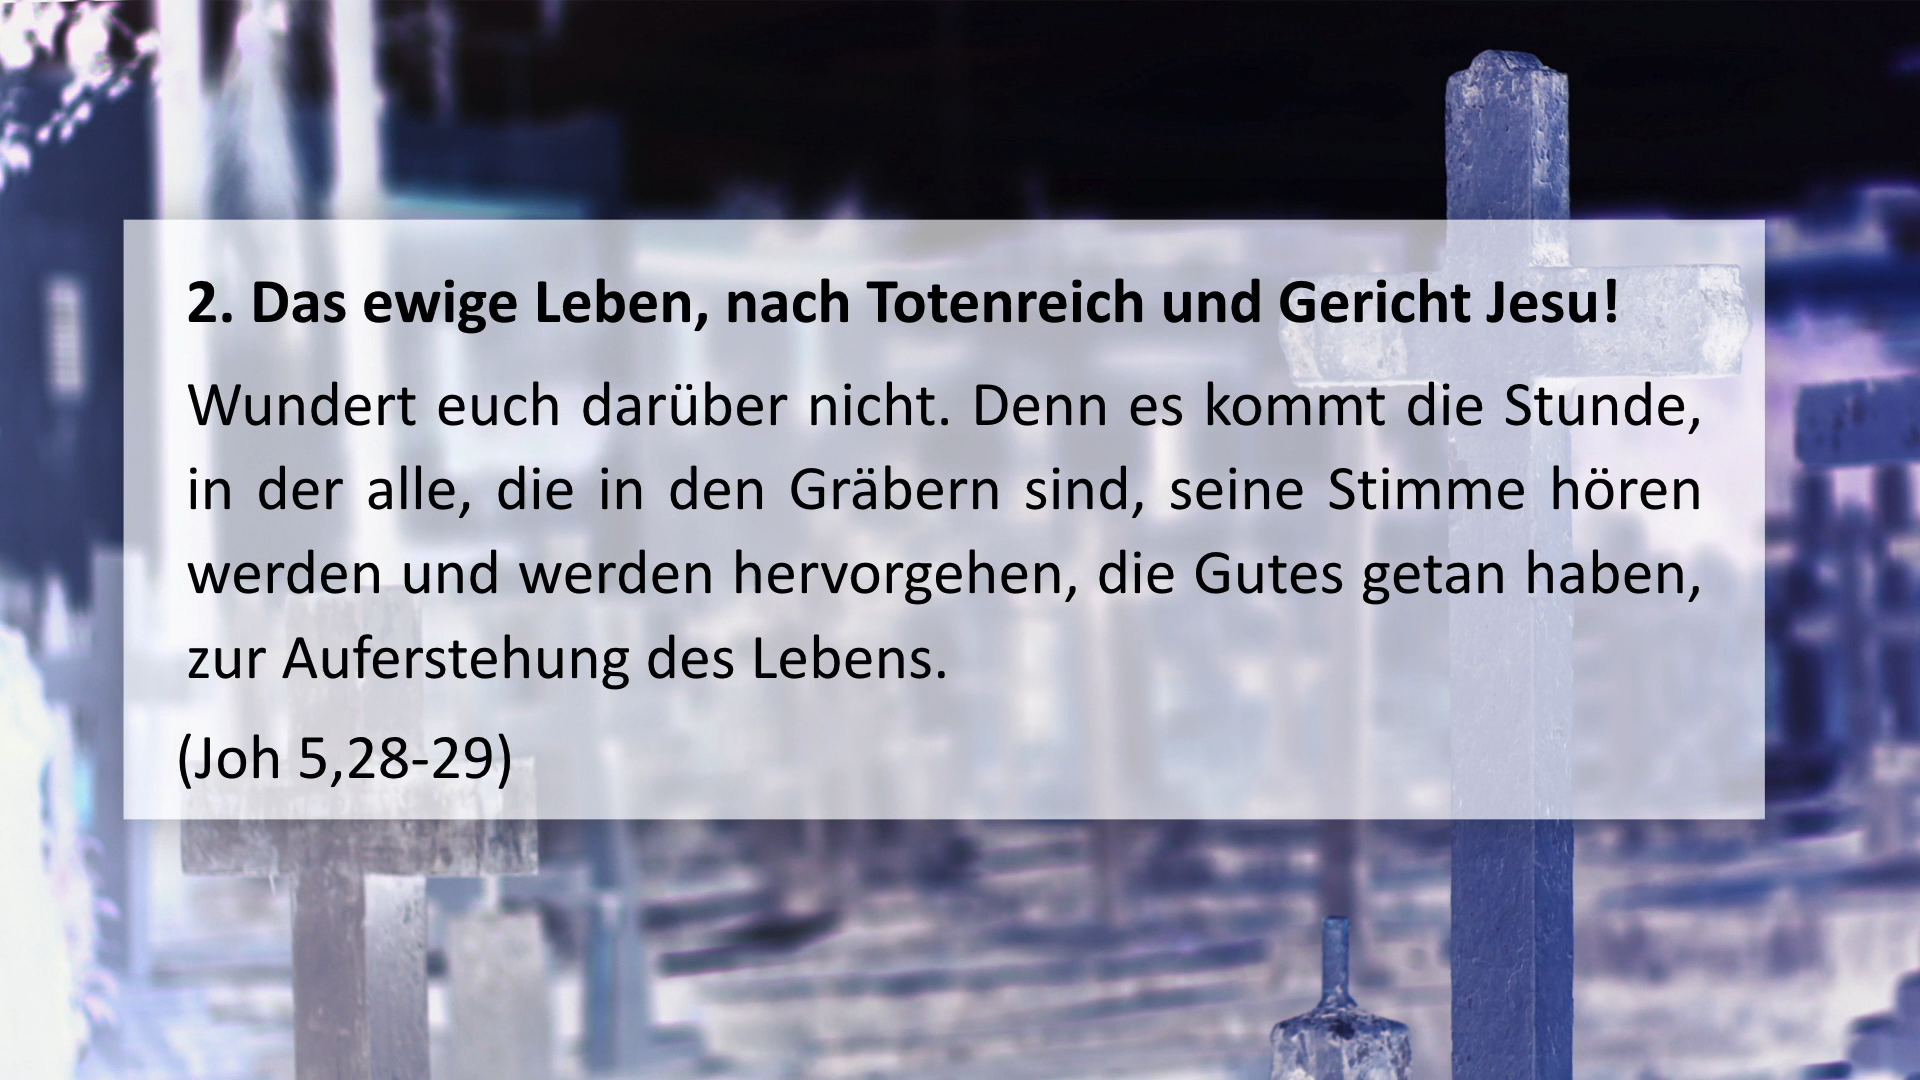 2. Das ewige Leben, nach Totenreich und Gericht Jesu!
Wundert euch darüber nicht. Denn es kommt die Stunde,
in der alle, die in den Gräbern sind, seine Stimme hören
werden und werden hervorgehen, die Gutes getan haben,
zur Auferstehung des Lebens.
(Joh 5,28-29)